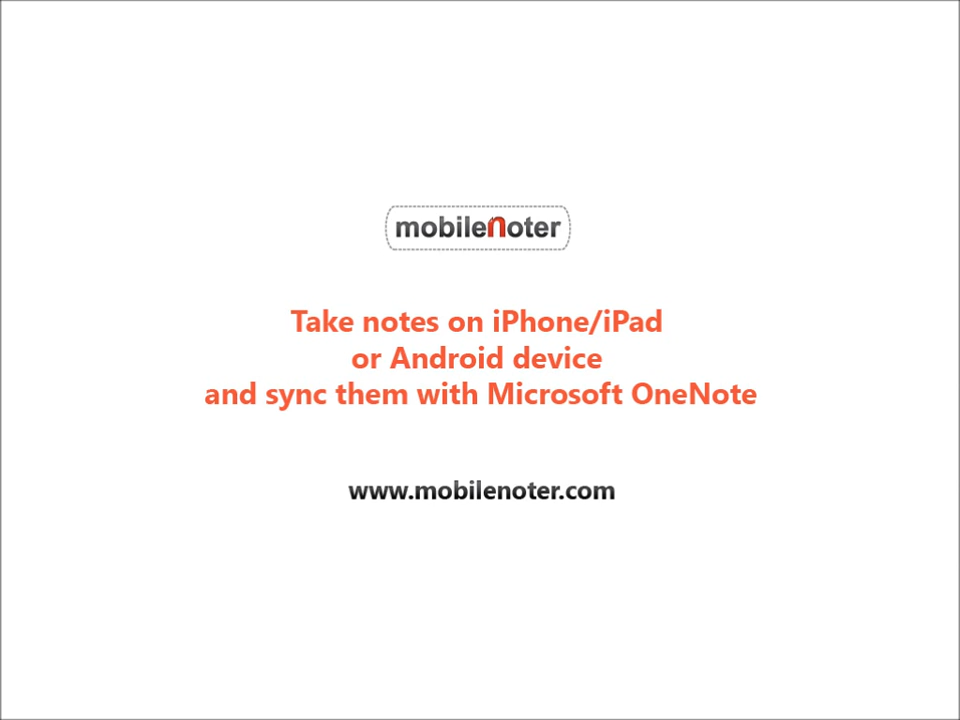 mobilenoter
Take notes on iPhone/iPad
or Android device
and sync them with Microsoft OneNote
www.mobilenoter.com